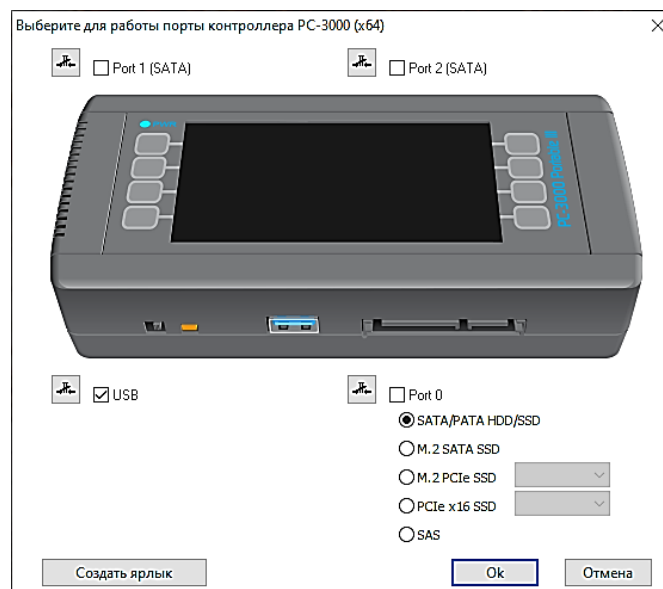 Выберите для работы порты контроллера PC-3000 (x64)
Port 1 (SATA)
Port 2 (SATA)
PWR
PC-3000 Portable III
USB
Port 0
SATA/PATA HDD/SSD
M.2 SATA SSD
M.2 PCIe SSD
PCIe x16 SSD
SAS
Создать ярлык
Ok
Отмена